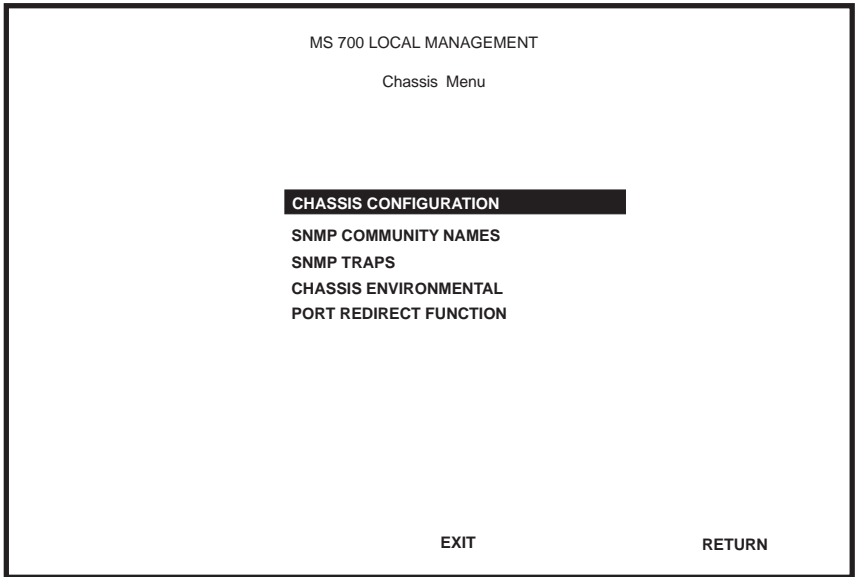 MS 700 LOCAL MANAGEMENT
Chassis Menu
CHASSIS CONFIGURATION
SNMP COMMUNITY NAMES
SNMP TRAPS
CHASSIS ENVIRONMENTAL
PORT REDIRECT FUNCTION
EXIT RETURN